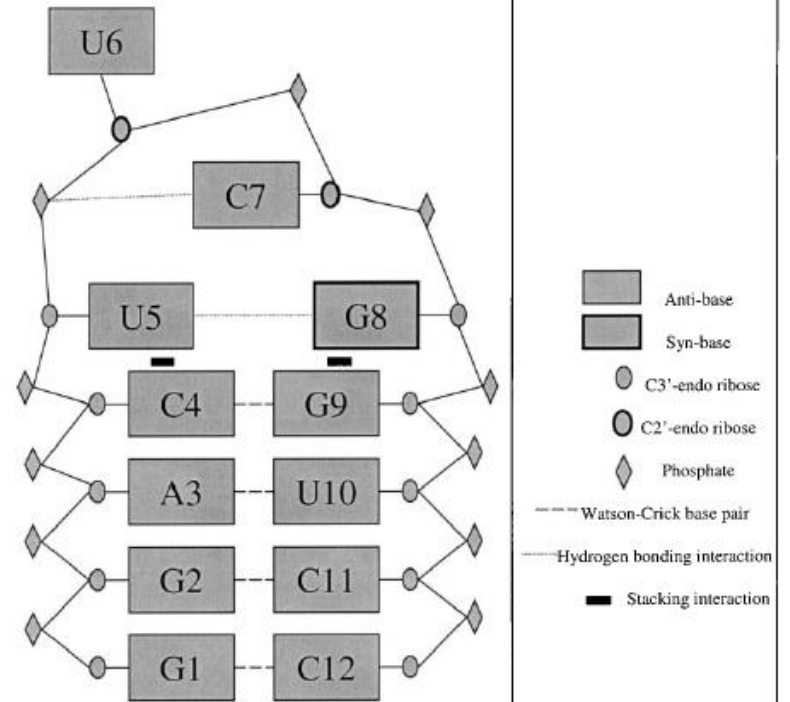 U6
C7
U5 G8
C4 G9
A3 U10
G2 C11
G1 C12
Anti-base
Syn-base
C3'-endo ribose
C2'-endo ribose
Phosphate
Watson-Crick base pair
Hydrogen bonding interaction
Stacking interaction